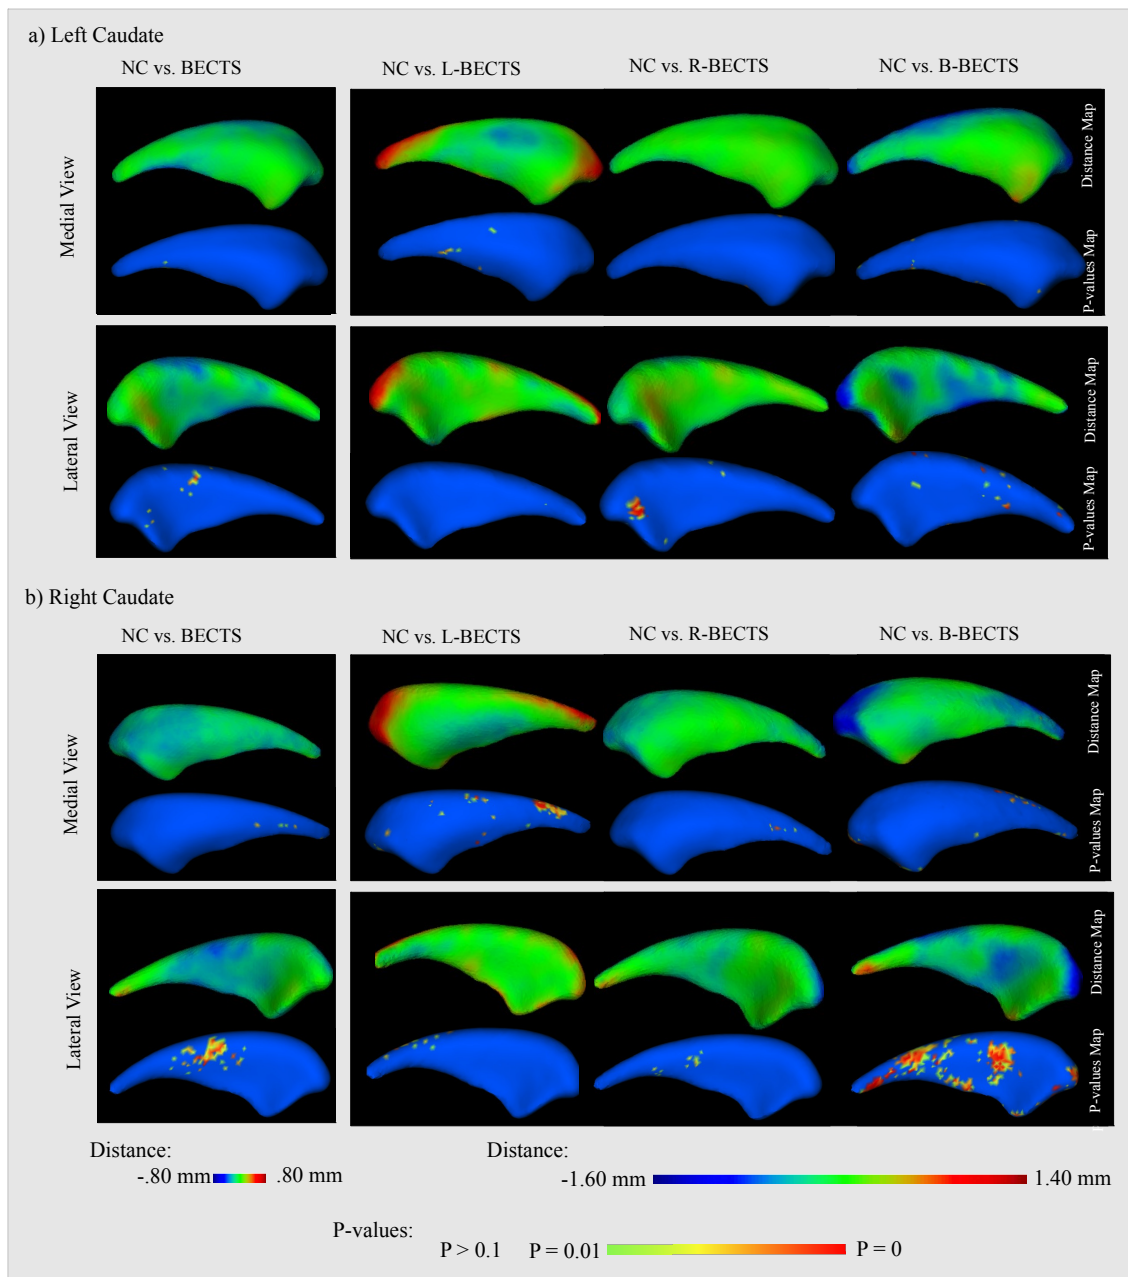 a) Left Caudate
NC vs. BECTS
NC vs. L-BECTS
NC vs. R-BECTS
NC vs. B-BECTS
Medial View
Distance Map
P-values Map
Lateral View
Distance Map
P-values Map
b) Right Caudate
NC vs. BECTS
NC vs. L-BECTS
NC vs. R-BECTS
NC vs. B-BECTS
Medial View
Distance Map
P-values Map
Lateral View
Distance Map
P-values Map
Distance:
-.80 mm .80 mm
Distance:
-1.60 mm 1.40 mm
P-values:
P > 0.1 P = 0.01 P = 0